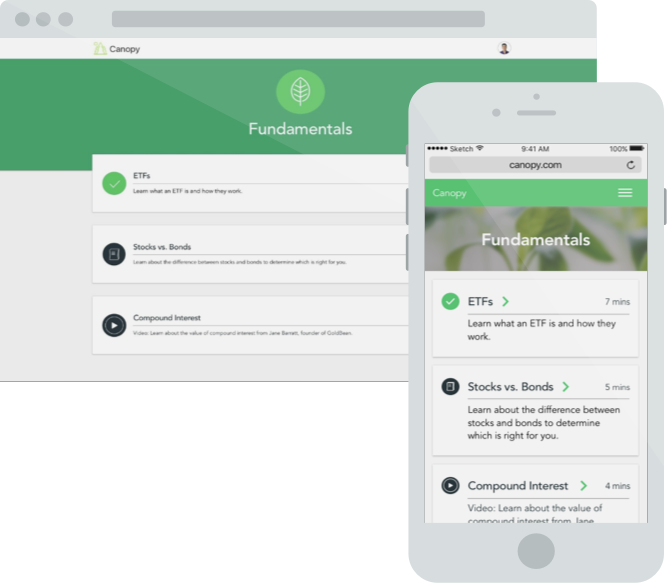 Canopy
Fundamentals
ETFs
Learn what an ETF is and how they work.
Stocks vs. Bonds
Learn about the difference between stocks and bonds to determine which is right for you.
Compound Interest
Video: Learn about the value of compound interest from Jane Barrett, founder of GoldBean.
Sketch 9:41 AM 100%
canopy.com
Canopy
Fundamentals
ETFs 7 mins
Learn what an ETF is and how they
work.
Stocks vs. Bonds 5 mins
Learn about the difference between
stocks and bonds to determine
which is right for you.
Compound Interest 4 mins
Video: Learn about the value of
compound interest from Jane